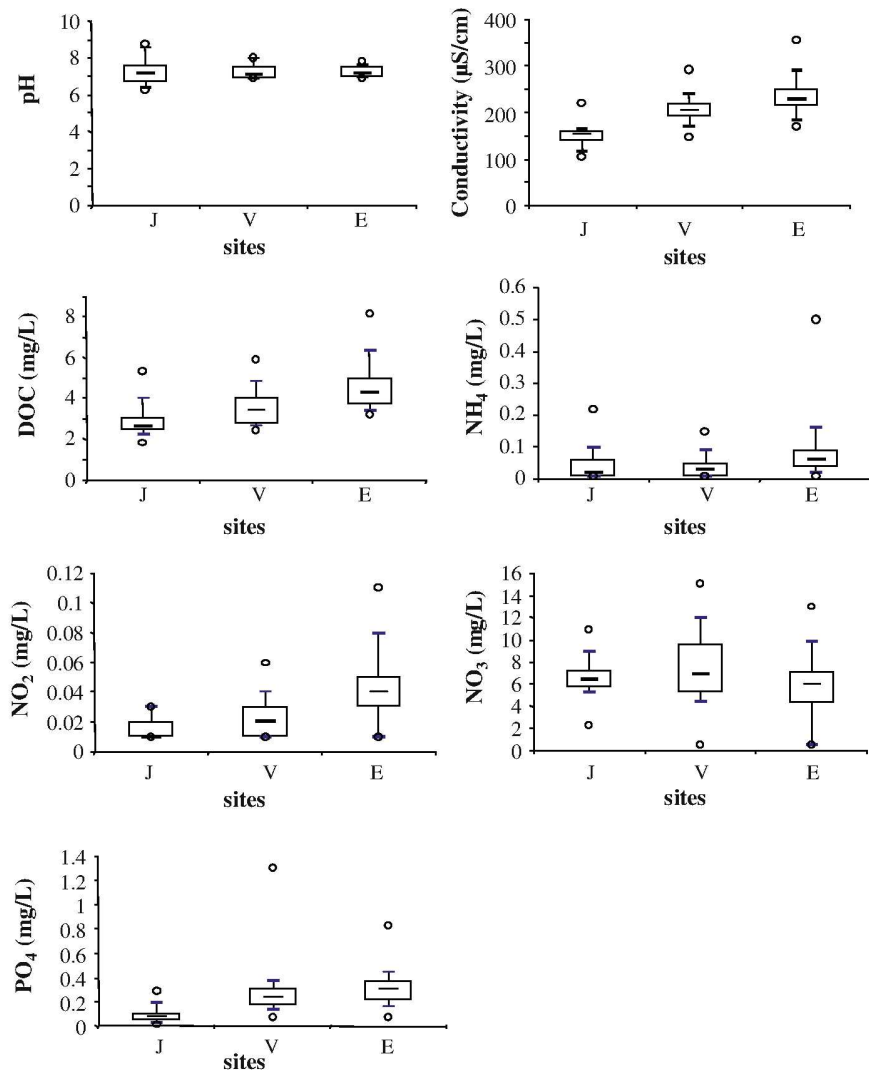 pH
10
8
6
4
2
0
J V E
sites
Conductivity (µS/cm)
400
300
200
100
0
J V E
sites
DOC (mg/L)
8
6
4
2
0
J V E
sites
NH4 (mg/L)
0.6
0.5
0.4
0.3
0.2
0.1
0
J V E
sites
NO2 (mg/L)
0.12
0.1
0.08
0.06
0.04
0.02
0
J V E
sites
NO3 (mg/L)
16
14
12
10
8
6
4
2
0
J V E
sites
PO4 (mg/L)
1.4
1.2
1
0.8
0.6
0.4
0.2
0
J V E
sites